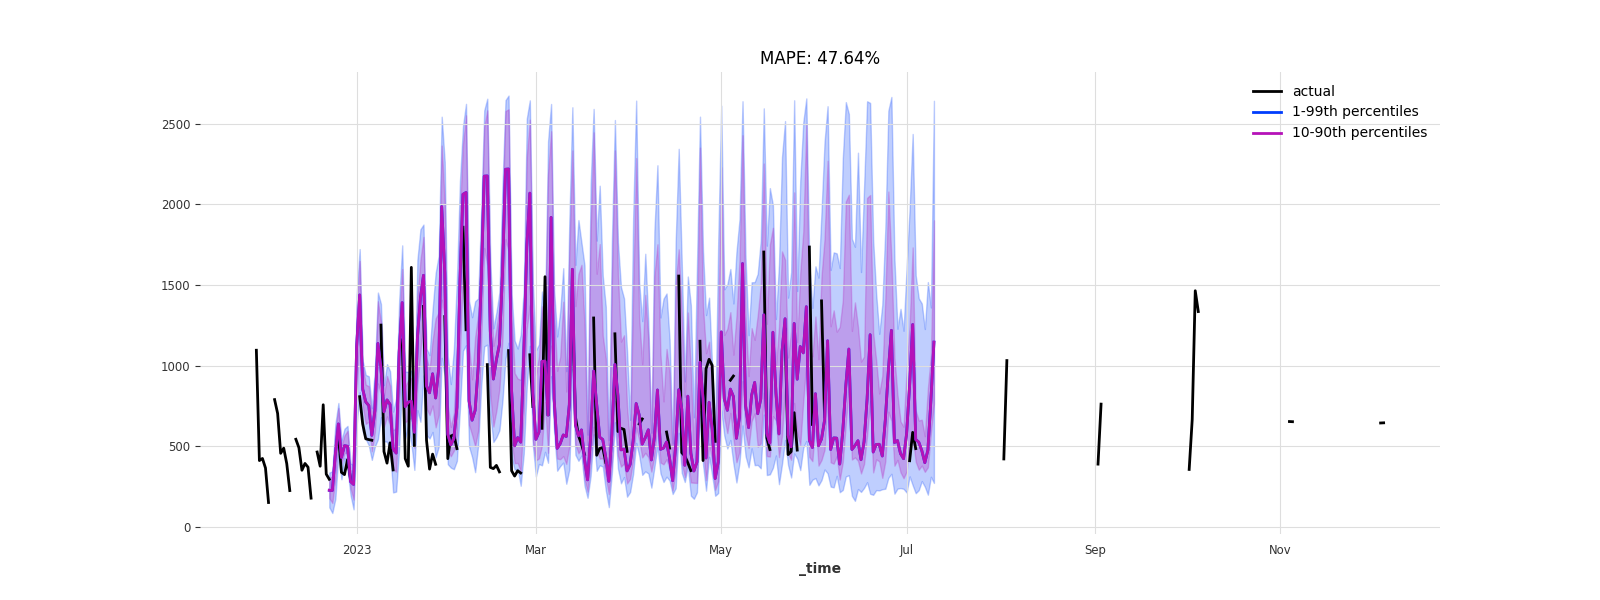 MAPE: 47.64%
actual
1-99th percentiles
10-90th percentiles
2500
2000
1500
1000
500
0
2023
Mar
May
Jul
Sep
Nov
_time